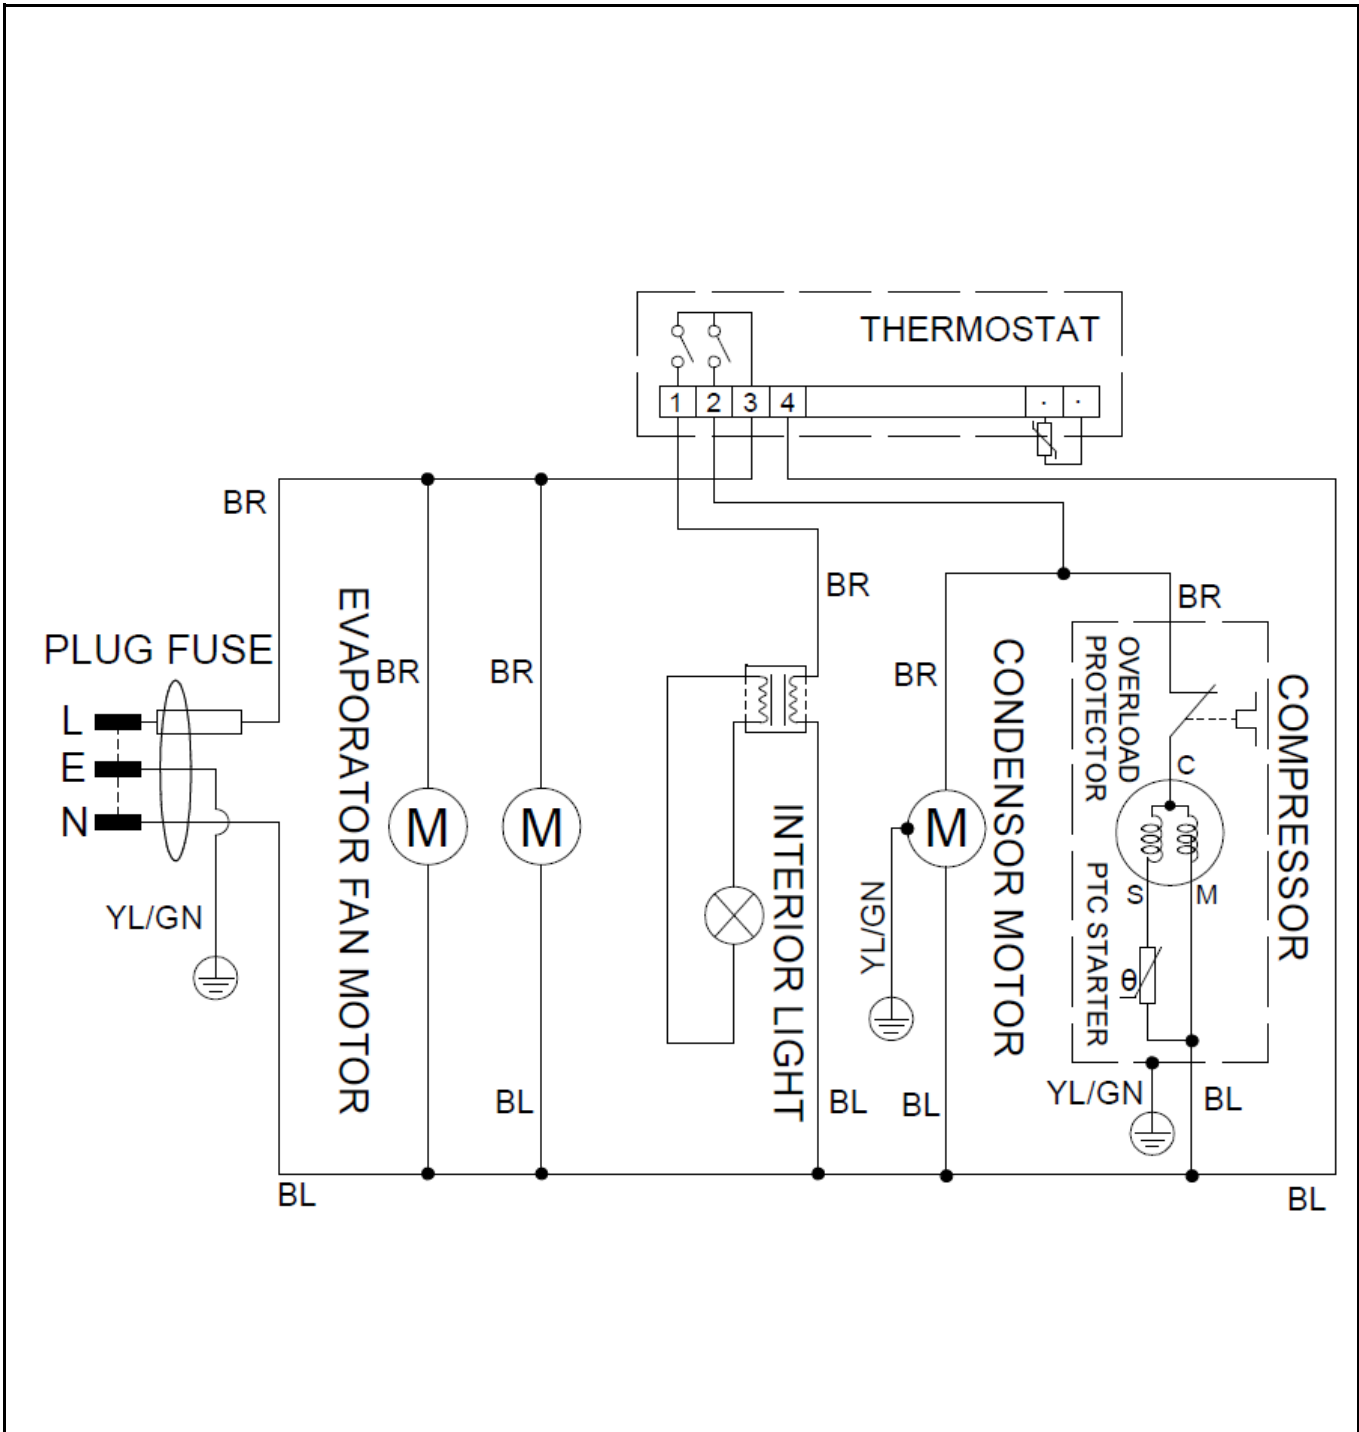 THERMOSTAT
1 2 3 4 . .
BR
BR
BR
PLUG FUSE
L
E
N
YL/GN
EVAPORATOR FAN MOTOR
BR
BR
M
M
BL
BL
INTERIOR LIGHT
BL
BR
M
YL/GN
BL
CONDENSOR MOTOR
OVERLOAD
PROTECTOR
C
S
M
PTC STARTER
θ
COMPRESSOR
YL/GN
BL
BL